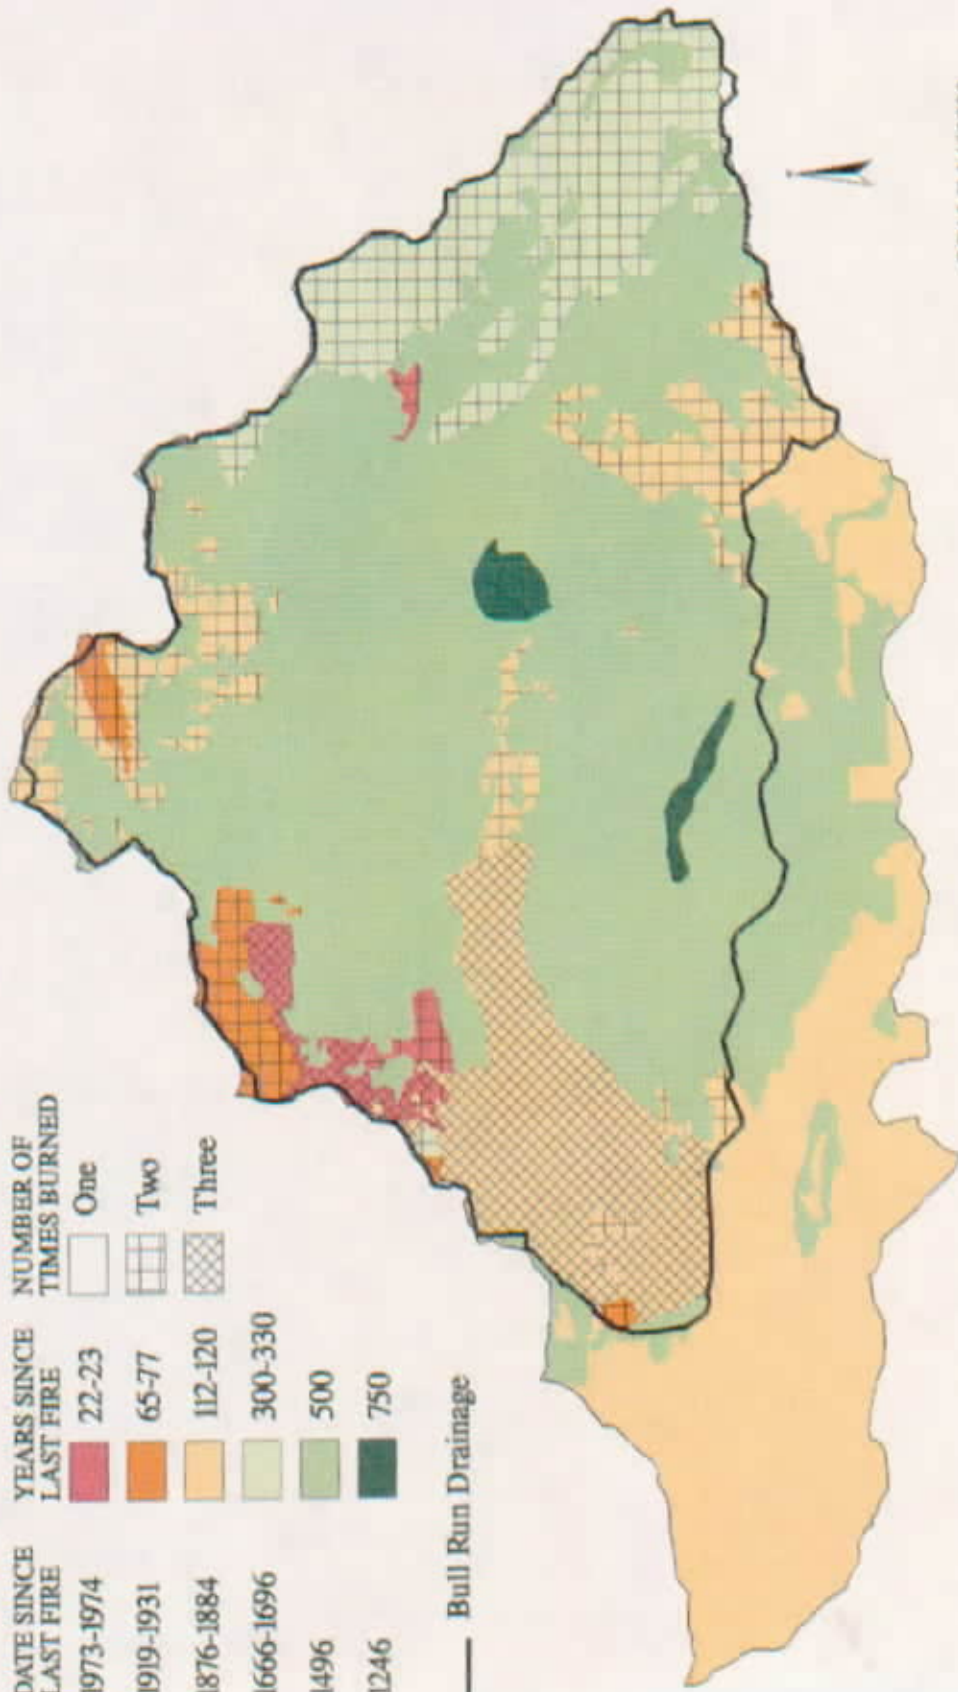 DATE SINCE
LAST FIRE
1973-1974
1919-1931
1876-1884
1666-1696
1496
1246
YEARS SINCE
LAST FIRE
22-23
65-77
112-120
300-330
500
750
NUMBER OF
TIMES BURNED
One
Two
Three
Bull Run Drainage